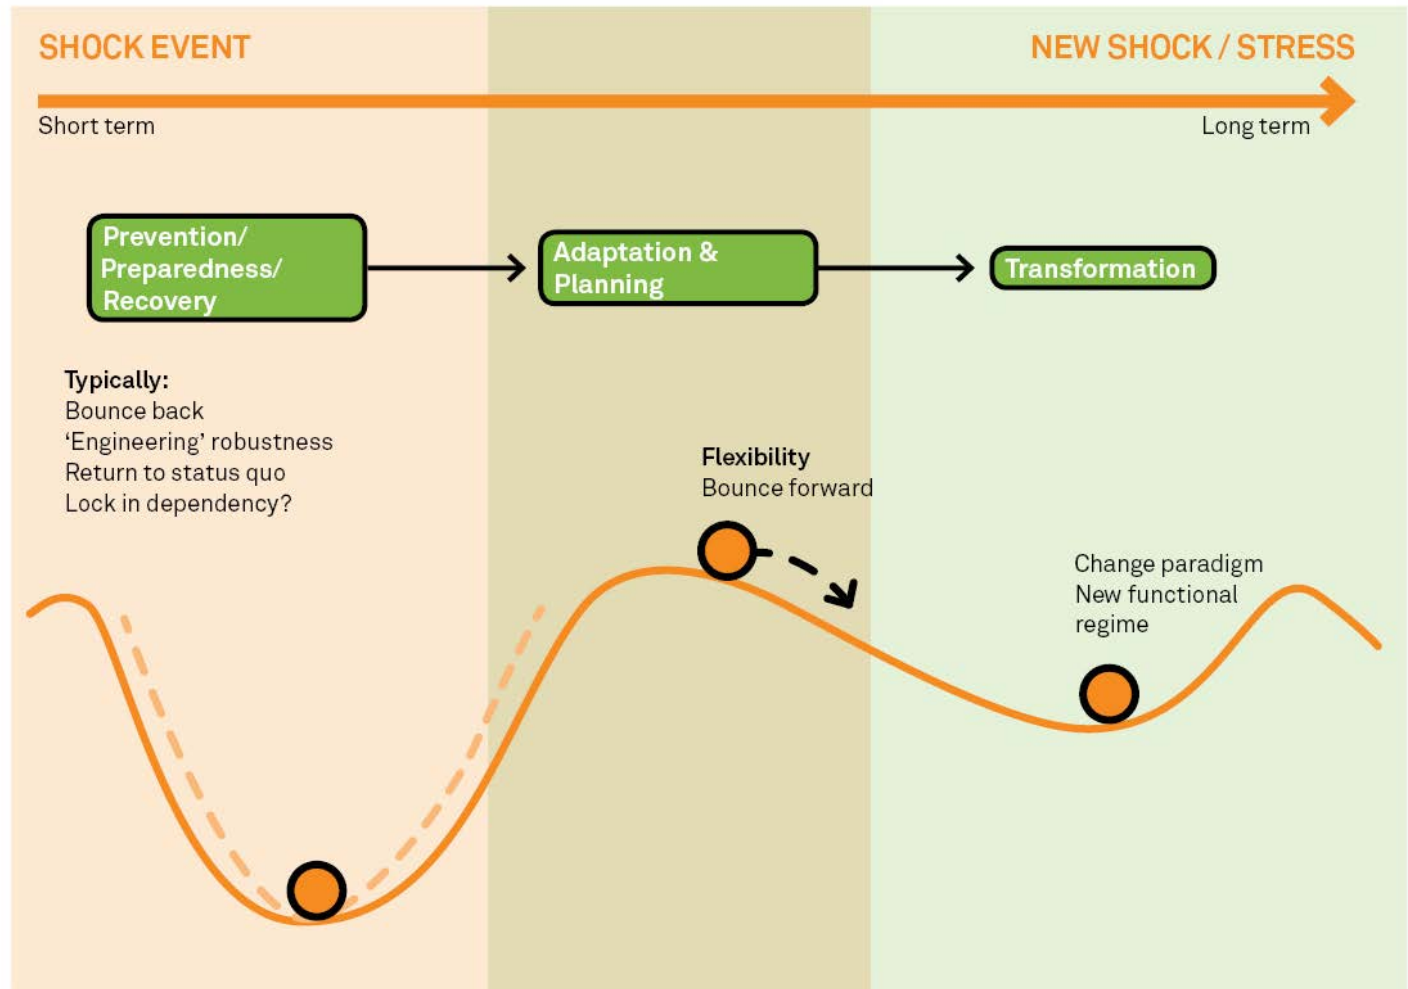 SHOCK EVENT
NEW SHOCK / STRESS
Short term
Long term
Prevention/
Preparedness/
Recovery
Adaptation &
Planning
Transformation
Typically:
Bounce back
‘Engineering’ robustness
Return to status quo
Lock in dependency?
Flexibility
Bounce forward
Change paradigm
New functional
regime